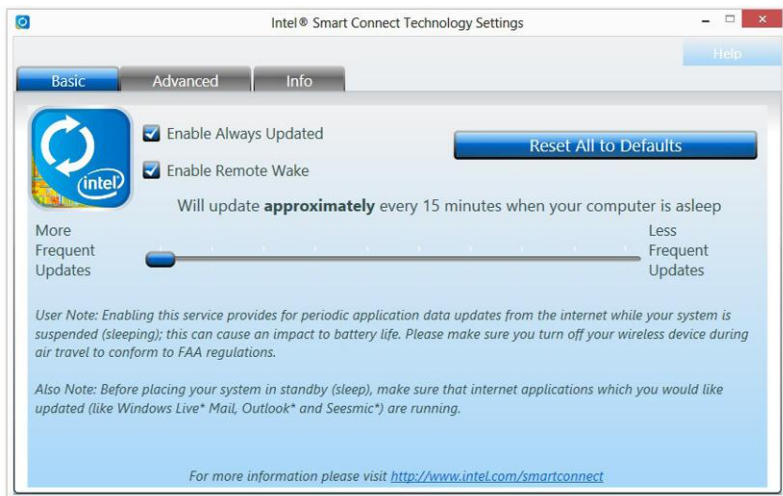 Intel® Smart Connect Technology Settings
Help
Basic Advanced Info
Enable Always Updated
Reset All to Defaults
Enable Remote Wake
intel
Will update approximately every 15 minutes when your computer is asleep
More
Frequent
Updates
Less
Frequent
Updates
User Note: Enabling this service provides for periodic application data updates from the internet while your system is
suspended (sleeping); this can cause an impact to battery life. Please make sure you turn off your wireless device during
air travel to conform to FAA regulations.
Also Note: Before placing your system in standby (sleep), make sure that internet applications which you would like
updated (like Windows Live* Mail, Outlook* and Seesmic*) are running.
For more information please visit http://www.intel.com/smartconnect